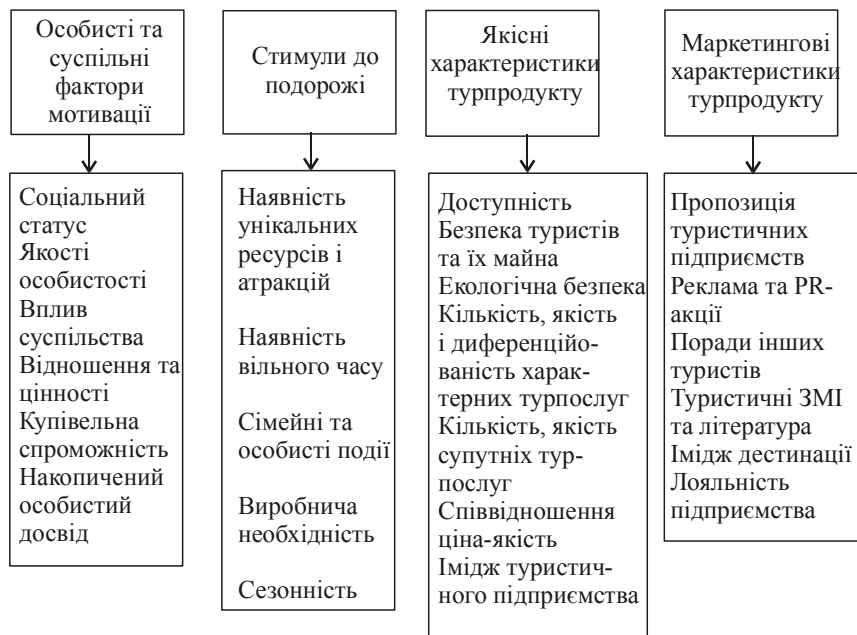 Особисті та
суспільні
фактори
мотивації
Стимули до
подорожі
Якісні
характеристики
турпродукту
Маркетингові
характеристики
турпродукту
Соціальний
статус
Якості
особистості
Вплив
суспільства
Відношення та
цінності
Купівельна
спроможність
Накопичений
особистий
досвід
Наявність
унікальних
ресурсів і
атракцій
Наявність
вільного часу
Сімейні та
особисті події
Виробнича
необхідність
Сезонність
Доступність
Безпека туристів
та їх майна
Екологічна безпека
Кількість, якість
і диференційо-
ваність харак-
терних турпослуг
Кількість, якість
супутніх тур-
послуг
Співвідношення
ціна-якість
Імідж туристич-
ного підприємства
Пропозиція
туристичних
підприємств
Реклама та PR-
акції
Поради інших
туристів
Туристичні ЗМІ
та література
Імідж дестинації
Лояльність
підприємства